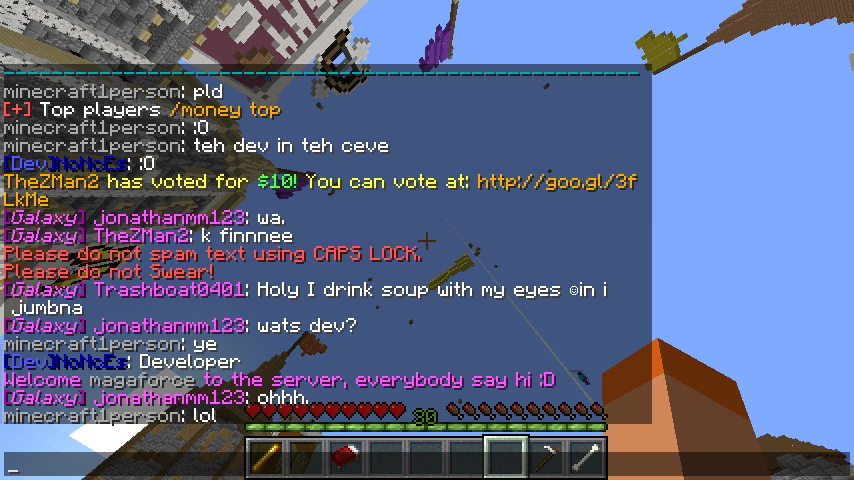 minecraft1person: pld
[+] Top players /money top
minecraft1person: :O
minecraft1person: teh dev in teh ceve
[Dev]NoNcEs: :O
TheZMan2 has voted for $10! You can vote at: http://goo.gl/3f
LkMe
[Galaxy] jonathanmm123: wa.
[Galaxy] TheZMan2: k finnnee
Please do not spam text using CAPS LOCK.
Please do not Swear!
[Galaxy] Trashboat0401: Holy I drink soup with my eyes ©in i
jumbna
[Galaxy] jonathanmm123: wats dev?
minecraft1person: ye
[Dev]NoNcEs: Developer
Welcome magaforce to the server, everybody say hi :D
[Galaxy] jonathanmm123: ohhh.
minecraft1person: lol
30
_